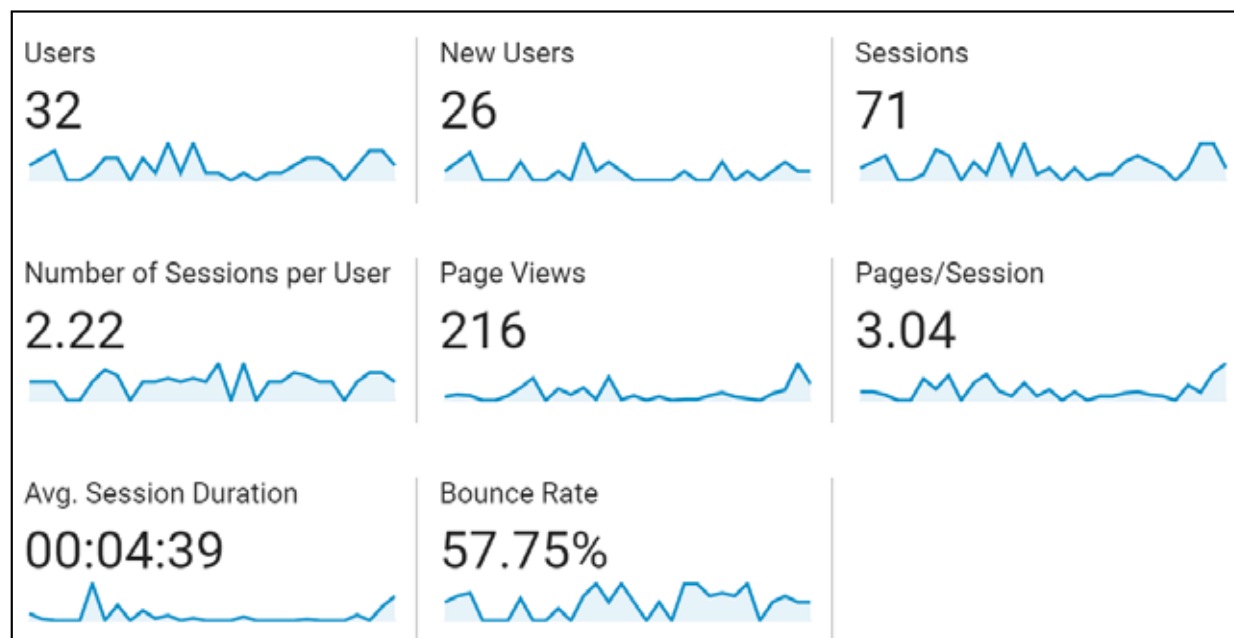 Users
32
New Users
26
Sessions
71
Number of Sessions per User
2.22
Page Views
216
Pages/Session
3.04
Avg. Session Duration
00:04:39
Bounce Rate
57.75%